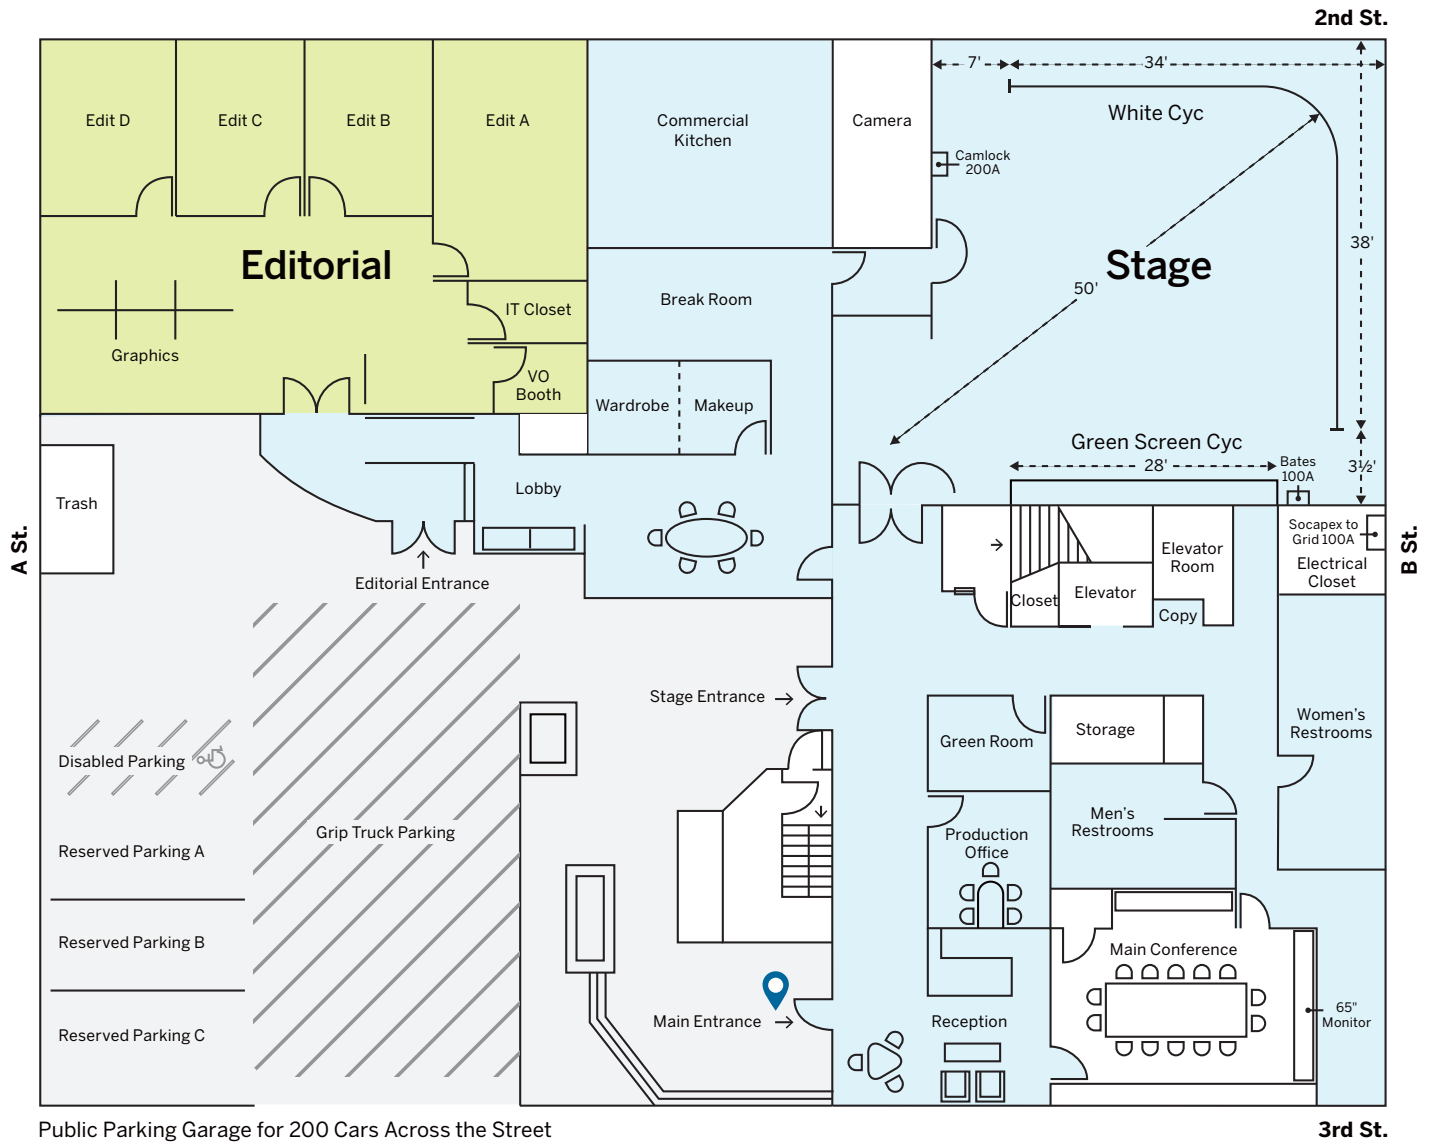 2nd St.
7'
34'
Edit D
Edit C
Edit B
Edit A
Commercial
Kitchen
Camera
White Cyc
Camlock
200A
38'
Editorial
Stage
50'
Break Room
IT Closet
Graphics
VO
Booth
Wardrobe
Makeup
Green Screen Cyc
28'
Bates
100A
3½'
Lobby
Trash
A St.
B St.
Socapex to
Grid 100A
Electrical
Closet
Elevator
Room
Elevator
Closet
Copy
Editorial Entrance
Stage Entrance
Green Room
Storage
Women's
Restrooms
Disabled Parking
Men's
Restrooms
Grip Truck Parking
Production
Office
Reserved Parking A
Reserved Parking B
Main Conference
65"
Monitor
Main Entrance
Reception
Reserved Parking C
Public Parking Garage for 200 Cars Across the Street
3rd St.